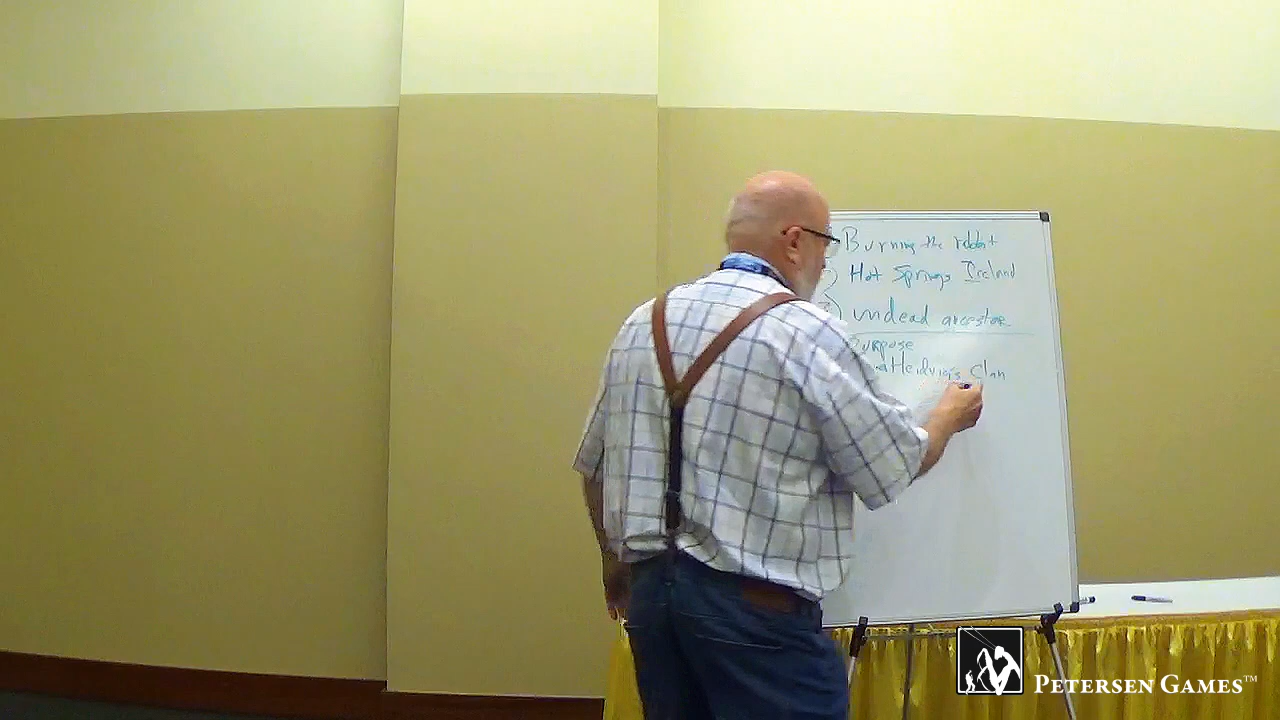 Burning the rabbit
Hot Springs Ireland
) undead ancestor
Purpose
Clan
PETERSEN GAMES™